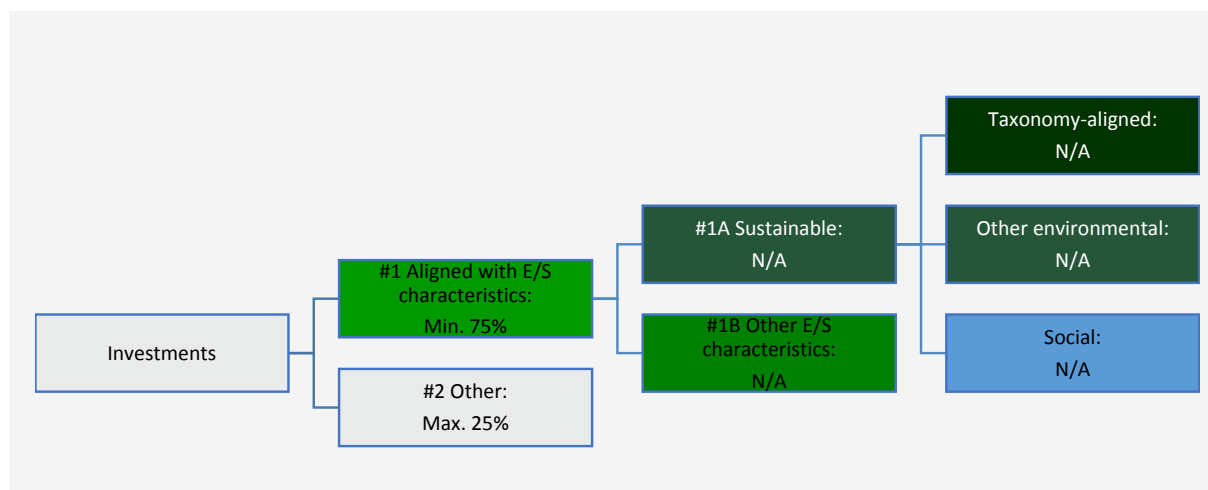 Investments
#1 Aligned with E/S
characteristics:
Min. 75%
#2 Other:
Max. 25%
#1A Sustainable:
N/A
#1B Other E/S
characteristics:
N/A
Taxonomy-aligned:
N/A
Other environmental:
N/A
Social:
N/A